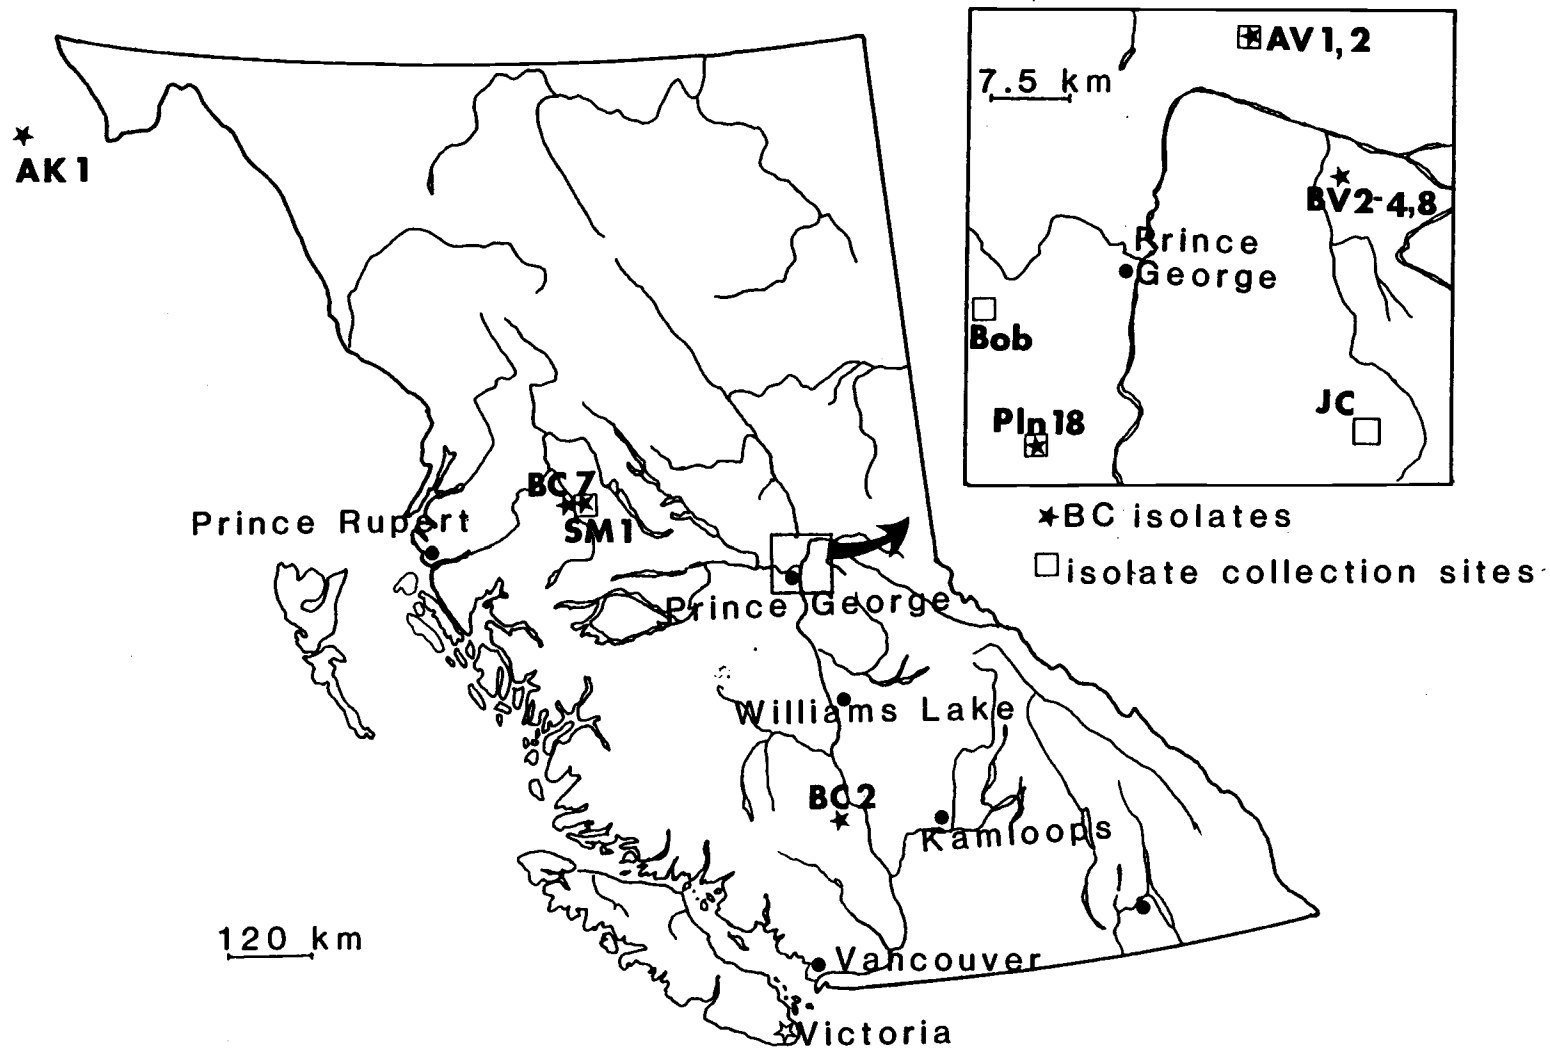 AV1,2
7.5 km
AK1
BV2-4,8
Prince
George
Bob
Pln18
JC
BC7
SM1
Prince Rupert
★BC isolates
isolate collection sites
Prince George
Williams Lake
BC2
Kamloops
120 km
Vancouver
Victoria